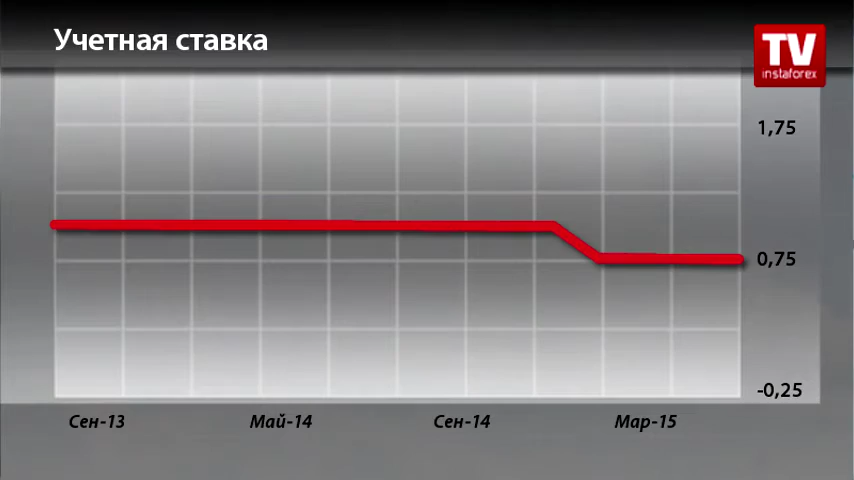 Учетная ставка
TV
instaforex
1,75
0,75
-0,25
Сен-13 Май-14 Сен-14 Мар-15